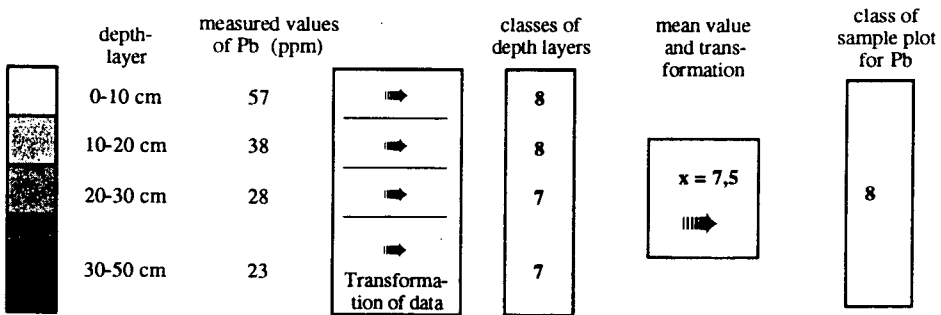 depth-
layer
measured values
of Pb (ppm)
classes of
depth layers
mean value
and trans-
formation
class of
sample plot
for Pb
0-10 cm
57
8
10-20 cm
38
8
20-30 cm
28
7
x = 7,5
8
30-50 cm
23
7
Transforma-
tion of data